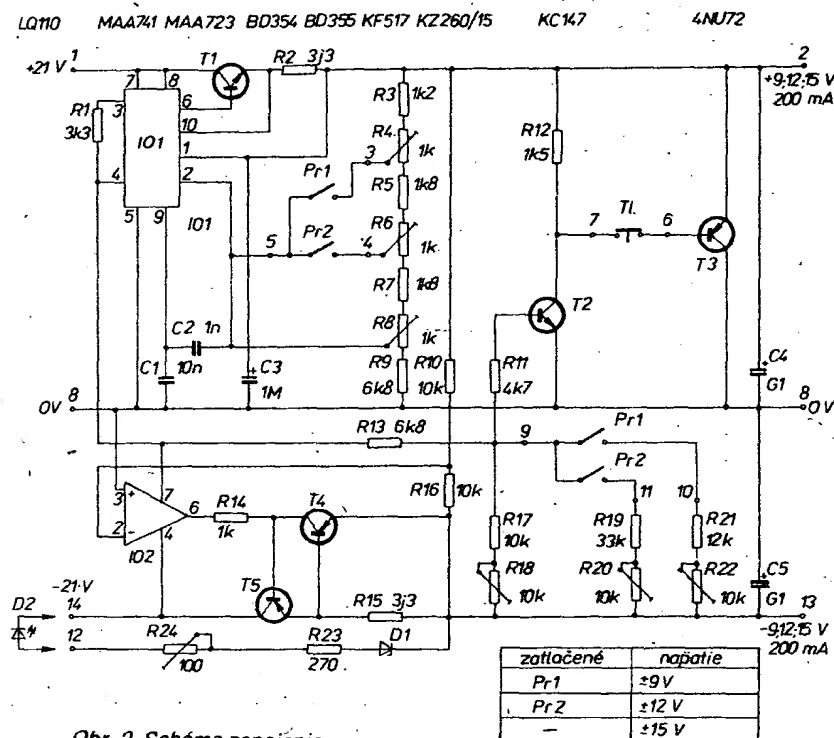 LQ110 MAA741 MAA723 BD354 BD355 KF517 KZ260/15 KC147 4NU72
1
+21 V
T1
R2 3j3
2
+9;12;15 V
200 mA
7
8
R1
3k3
3
IO1
6
10
1
4
2
5
9
IO1
R3
1k2
R4
1k
3
Pr1
R5
1k8
R6
1k
5
Pr2
4
R7
1k8
R8
1k
R9
6k8
R10
10k
R12
1k5
7
Tl.
6
T3
T2
R11
4k7
C2 1n
C1
10n
C3
1M
C4
G1
0V 8
8
0V
R13 6k8
9
Pr1
Pr2
11
10
3
+
2
-
7
6
4
IO2
R14
1k
T4
T5
R16
10k
R17
10k
R18
10k
R19
33k
R20
10k
R21
12k
R22
10k
C5
G1
-21 V
14
R15 3j3
13
-9;12;15 V
200 mA
D2
12
R24
100
R23
270
D1
zatlačené napätie
Pr1 ±9 V
Pr2 ±12 V
— ±15 V
Obr. 2. Schéma zapojenia